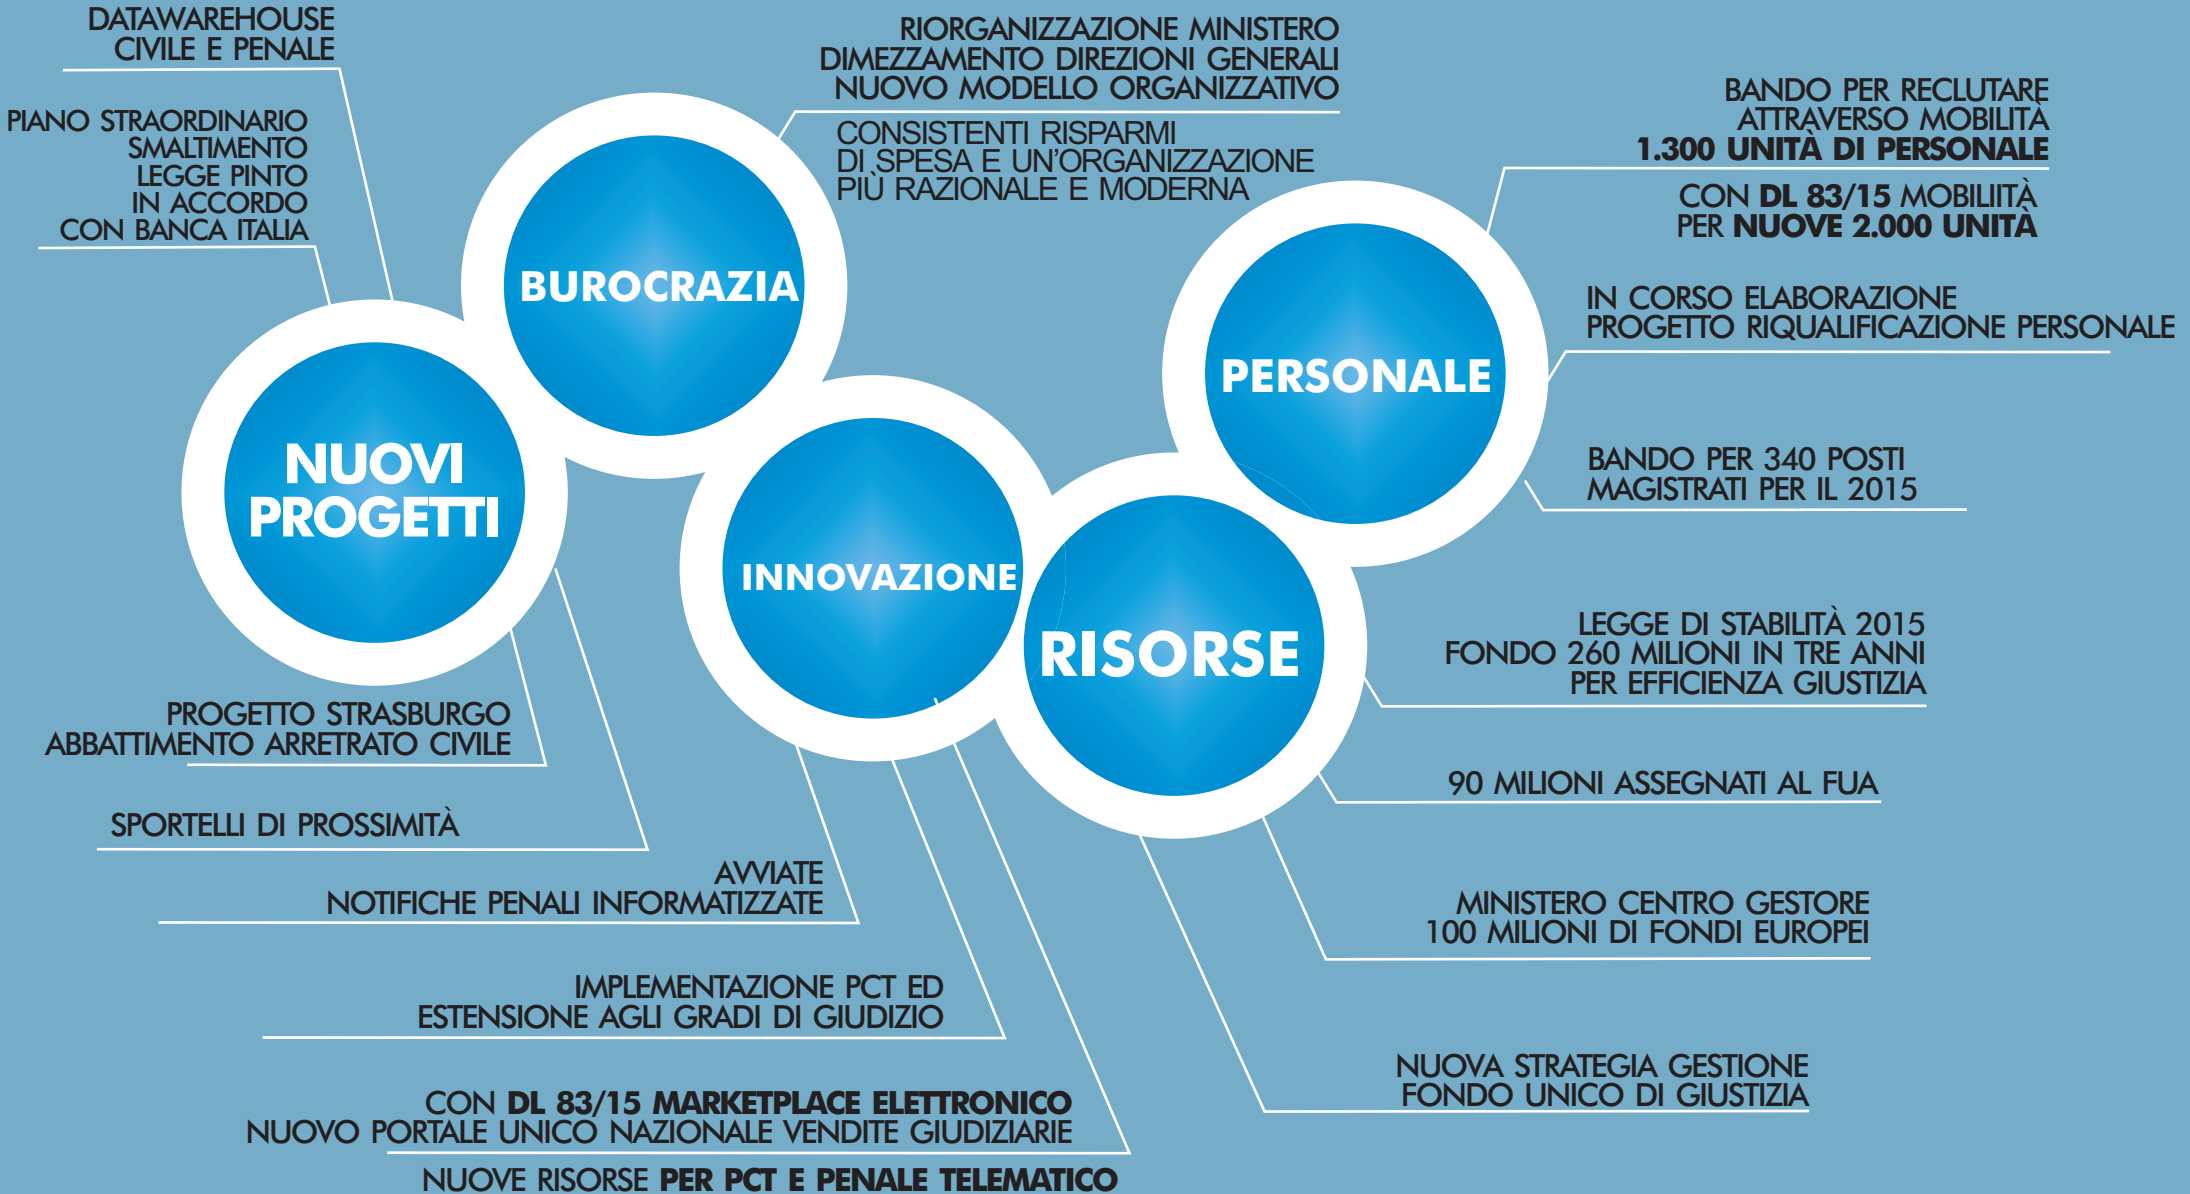 DATAWAREHOUSE
CIVILE E PENALE
PIANO STRAORDINARIO
SMALTIMENTO
LEGGE PINTO
IN ACCORDO
CON BANCA ITALIA
NUOVI
PROGETTI
PROGETTO STRASBURGO
ABBATTIMENTO ARRETRATO CIVILE
SPORTELLI DI PROSSIMITÀ
RIORGANIZZAZIONE MINISTERO
DIMEZZAMENTO DIREZIONI GENERALI
NUOVO MODELLO ORGANIZZATIVO
CONSISTENTI RISPARMI
DI SPESA E UN'ORGANIZZAZIONE
PIÙ RAZIONALE E MODERNA
BUROCRAZIA
INNOVAZIONE
AVVIATE
NOTIFICHE PENALI INFORMATIZZATE
IMPLEMENTAZIONE PCT ED
ESTENSIONE AGLI GRADI DI GIUDIZIO
CON DL 83/15 MARKETPLACE ELETTRONICO
NUOVO PORTALE UNICO NAZIONALE VENDITE GIUDIZIARIE
NUOVE RISORSE PER PCT E PENALE TELEMATICO
BANDO PER RECLUTARE
ATTRAVERSO MOBILITÀ
1.300 UNITÀ DI PERSONALE
CON DL 83/15 MOBILIITÀ
PER NUOVE 2.000 UNITÀ
PERSONALE
IN CORSO ELABORAZIONE
PROGETTO RIQUALIFICAZIONE PERSONALE
BANDO PER 340 POSTI
MAGISTRATI PER IL 2015
RISORSE
LEGGE DI STABILITÀ 2015
FONDO 260 MILIONI IN TRE ANNI
PER EFFICIENZA GIUSTIZIA
90 MILIONI ASSEGNATI AL FUA
MINISTERO CENTRO GESTORE
100 MILIONI DI FONDI EUROPEI
NUOVA STRATEGIA GESTIONE
FONDO UNICO DI GIUSTIZIA